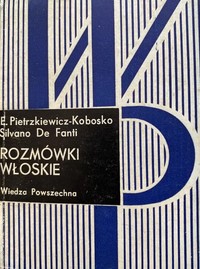 E. Pietrzkiewicz-Kobosko
Silvano De Fanti
ROZMÓWKI
WŁOSKIE
Wiedza Powszechna